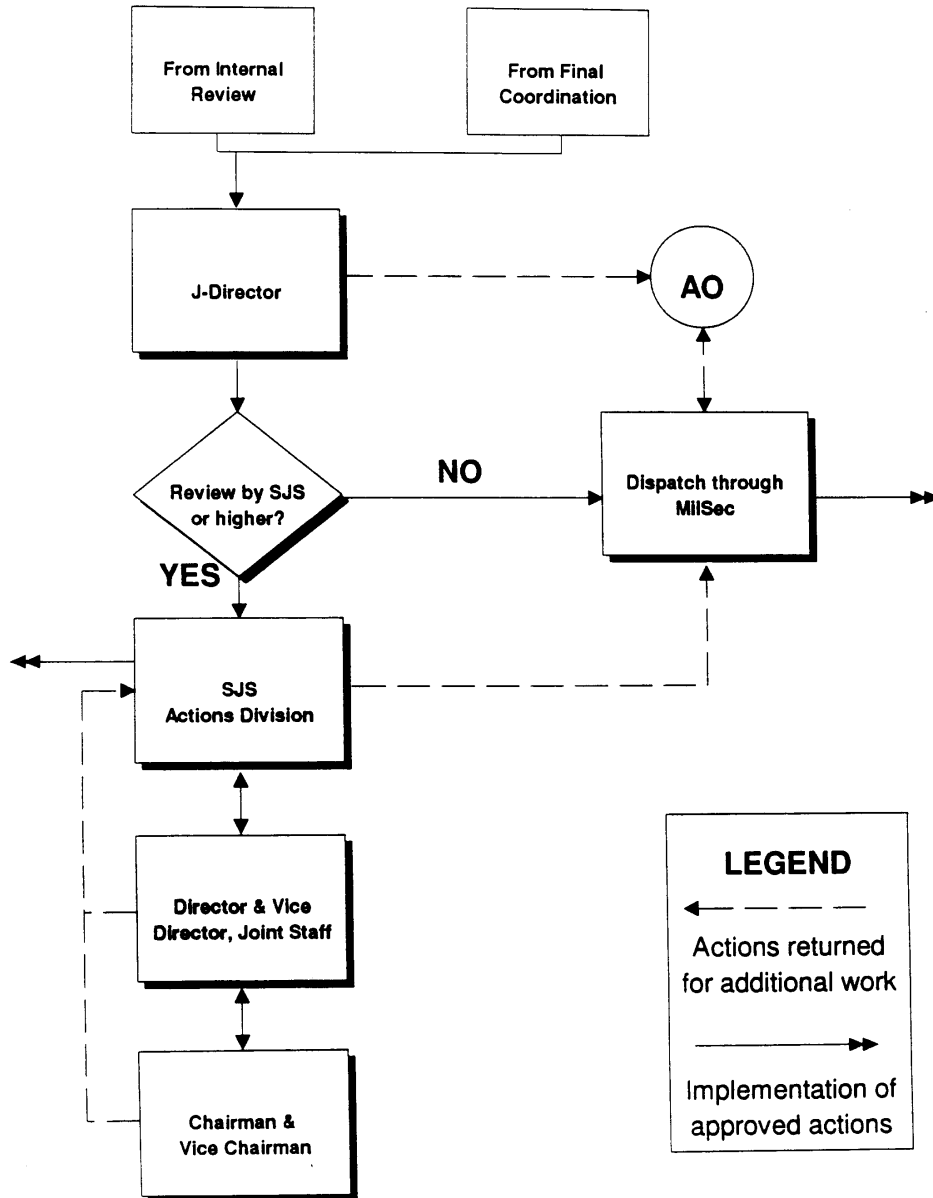 From Internal
Review
From Final
Coordination
J-Director
AO
Review by SJS
or higher?
NO
Dispatch through
MilSec
YES
SJS
Actions Division
Director & Vice
Director, Joint Staff
Chairman &
Vice Chairman
LEGEND
Actions returned
for additional work
Implementation of
approved actions